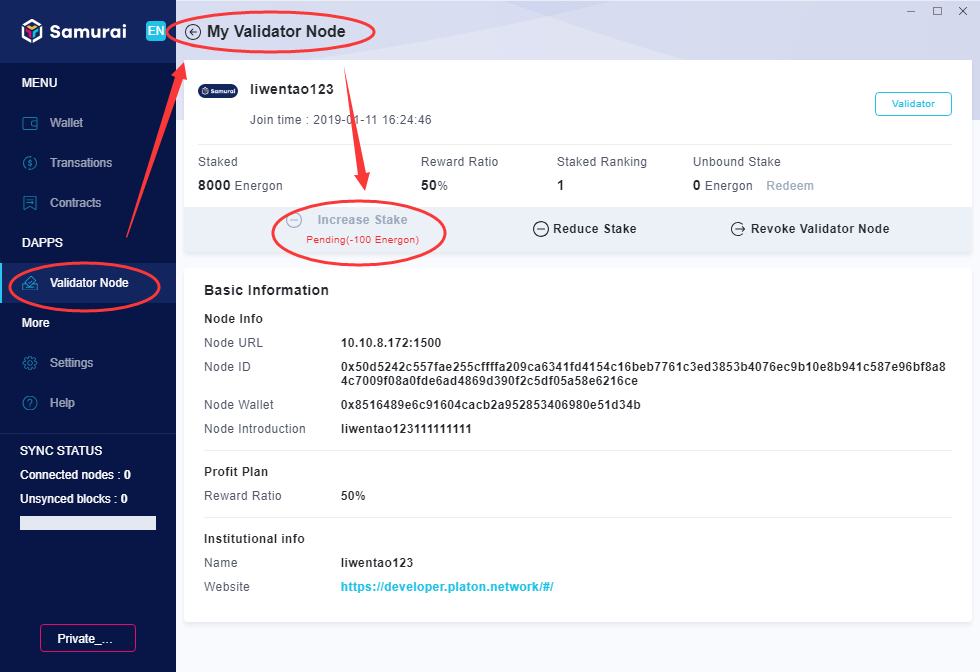 Samurai
EN
MENU
Wallet
Transations
Contracts
DAPPS
Validator Node
More
Settings
Help
SYNC STATUS
Connected nodes : 0
Unsynced blocks : 0
Private_...
My Validator Node
Samurai
liwentao123
Join time : 2019-01-11 16:24:46
Validator
Staked
8000 Energon
Reward Ratio
50%
Staked Ranking
1
Unbound Stake
0 Energon Redeem
Increase Stake
Pending(-100 Energon)
Reduce Stake
Revoke Validator Node
Basic Information
Node Info
Node URL 10.10.8.172:1500
Node ID 0x50d5242c557fae255cffffa209ca6341fd4154c16beb7761c3ed3853b4076ec9b10e8b941c587e96bf8a8
4c7009f08a0fde6ad4869d390f2c5df05a58e6216ce
Node Wallet 0x8516489e6c91604cacb2a952853406980e51d34b
Node Introduction liwentao123111111111
Profit Plan
Reward Ratio 50%
Institutional info
Name liwentao123
Website https://developer.platon.network/#/